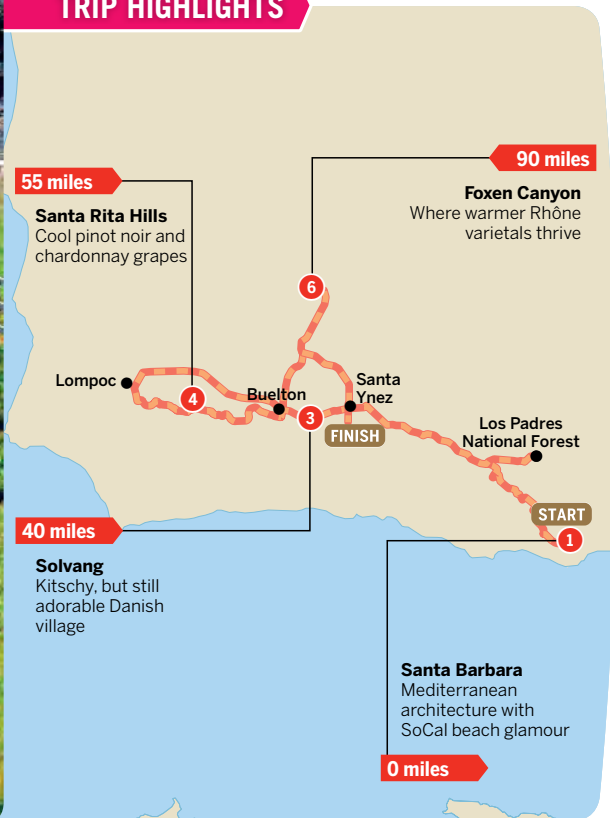 TRIP HIGHLIGHTS
90 miles
Foxen Canyon
Where warmer Rhône
varietals thrive
55 miles
Santa Rita Hills
Cool pinot noir and
chardonnay grapes
6
Lompoc
4
Buelton
3
Santa
Ynez
FINISH
Los Padres
National Forest
START
1
40 miles
Solvang
Kitschy, but still
adorable Danish
village
Santa Barbara
Mediterranean
architecture with
SoCal beach glamour
0 miles